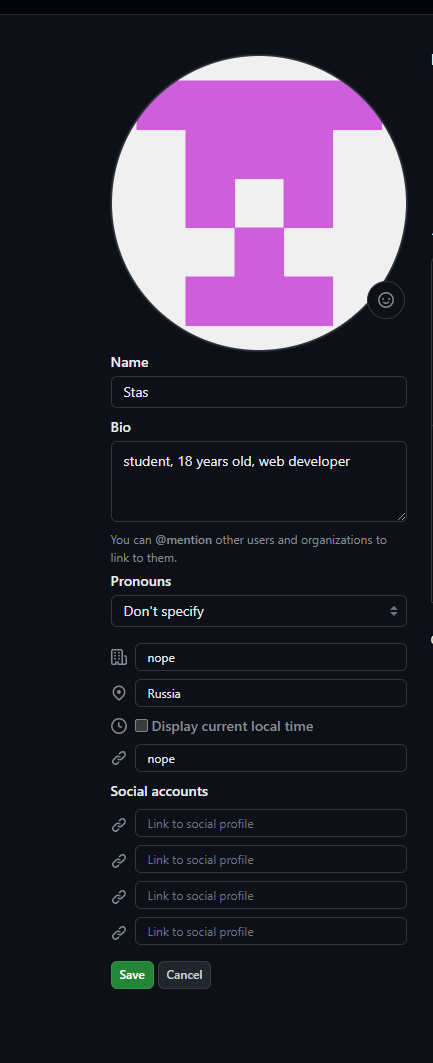 Name
Stas
Bio
student, 18 years old, web developer
You can @mention other users and organizations to
link to them.
Pronouns
Don't specify
nope
Russia
Display current local time
nope
Social accounts
Link to social profile
Link to social profile
Link to social profile
Link to social profile
Save Cancel